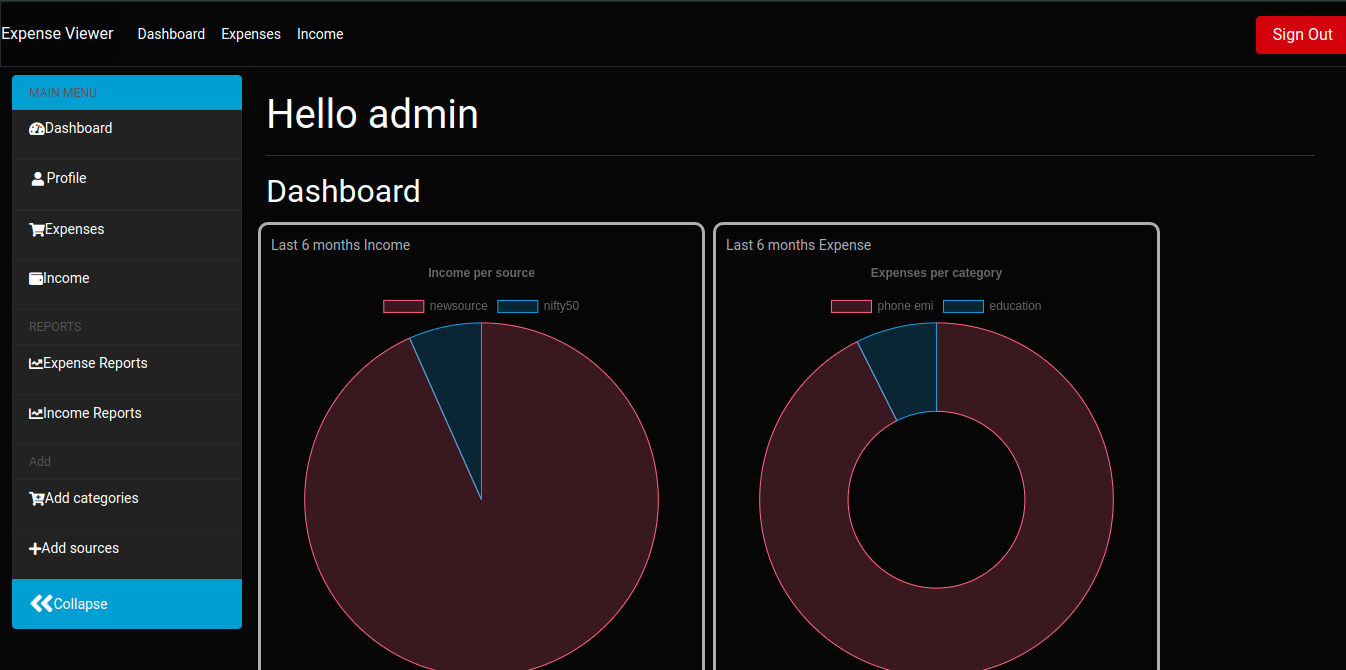 Expense Viewer Dashboard Expenses Income Sign Out
MAIN MENU
Dashboard
Profile
Expenses
Income
REPORTS
Expense Reports
Income Reports
Add
Add categories
Add sources
Collapse
Hello admin
Dashboard
Last 6 months Income
Income per source
newsource nifty50
Last 6 months Expense
Expenses per category
phone emi education